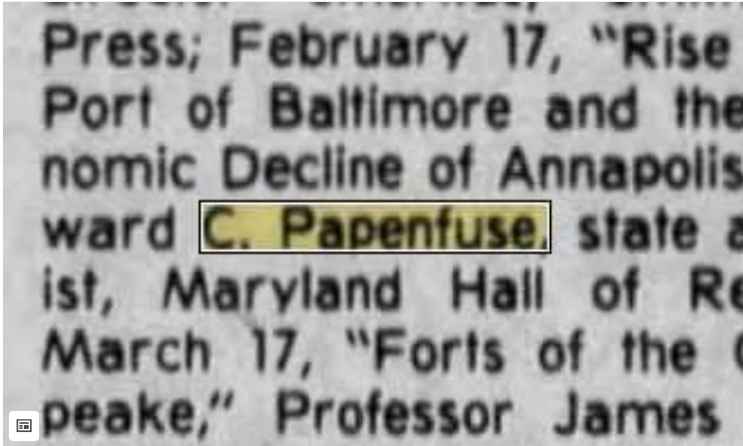 Press; February 17, "Rise
Port of Baltimore and the
nomic Decline of Annapolis
ward C. Papenfuse, state a
ist, Maryland Hall of Re
March 17, "Forts of the C
peake," Professor James